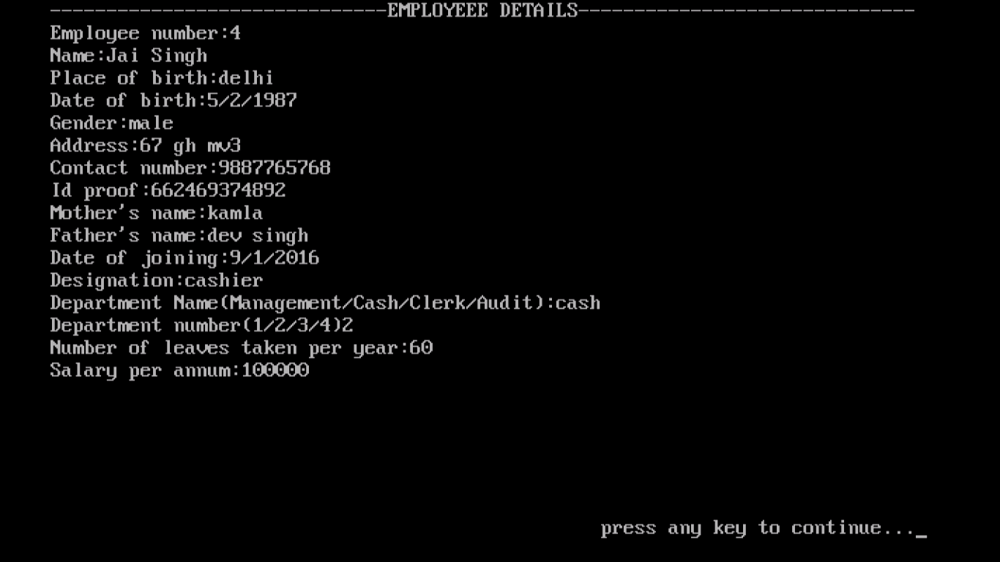 ------------------------------EMPLOYEEE DETAILS------------------------------
Employee number:4
Name:Jai Singh
Place of birth:delhi
Date of birth:5/2/1987
Gender:male
Address:67 gh mv3
Contact number:9887765768
Id proof:662469374892
Mother's name:kamla
Father's name:dev singh
Date of joining:9/1/2016
Designation:cashier
Department Name(Management/Cash/Clerk/Audit):cash
Department number(1/2/3/4)2
Number of leaves taken per year:60
Salary per annum:100000
press any key to continue..._